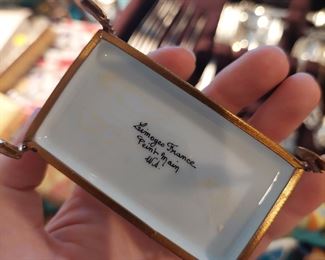 Limoges France
Peint Main